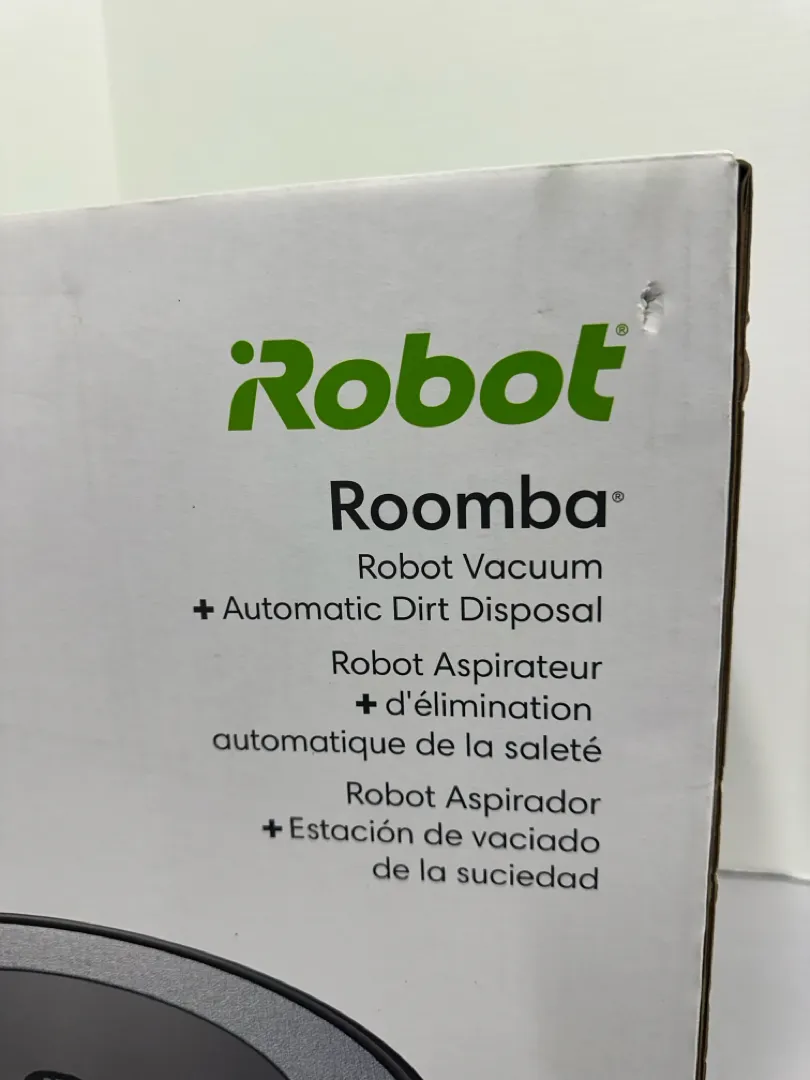 iRobot®
Roomba®
Robot Vacuum
+ Automatic Dirt Disposal
Robot Aspirateur
+ d'élimination
automatique de la saleté
Robot Aspirador
+ Estación de vaciado
de la suciedad